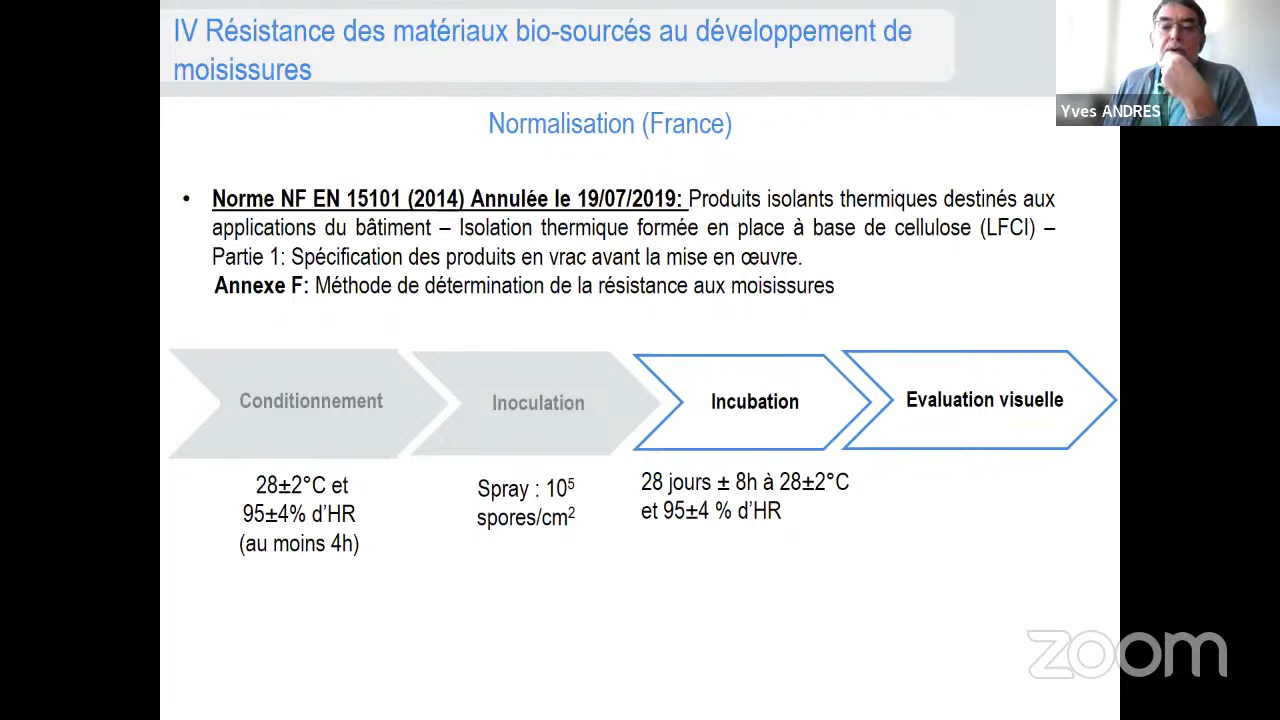 IV Résistance des matériaux bio-sourcés au développement de
moisissures
Yves ANDRES
Normalisation (France)
• Norme NF EN 15101 (2014) Annulée le 19/07/2019: Produits isolants thermiques destinés aux
applications du bâtiment – Isolation thermique formée en place à base de cellulose (LFCI) –
Partie 1: Spécification des produits en vrac avant la mise en œuvre.
Annexe F: Méthode de détermination de la résistance aux moisissures
Conditionnement
Inoculation
Incubation
Evaluation visuelle
28±2°C et
95±4% d’HR
(au moins 4h)
Spray : 10⁵
spores/cm²
28 jours ± 8h à 28±2°C
et 95±4 % d’HR
zoom